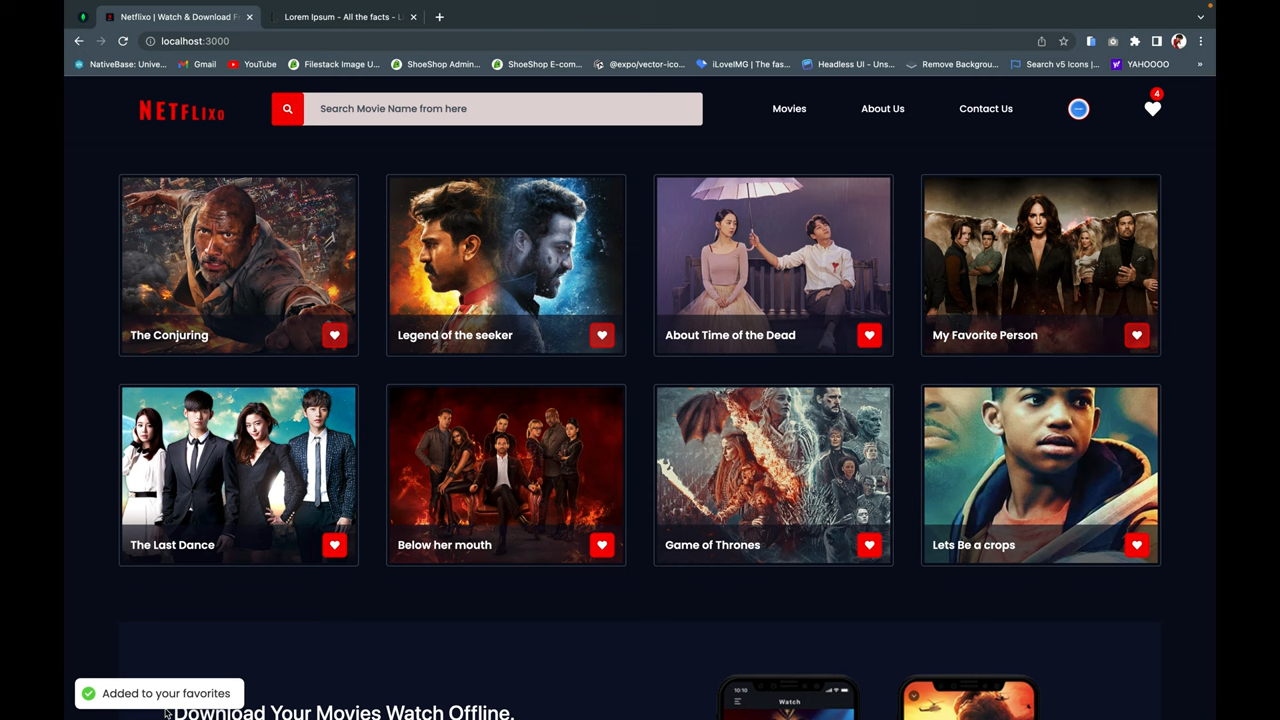 Netflixo | Watch & Download F
Lorem Ipsum - All the facts - L
localhost:3000
NativeBase: Unive...
Gmail
YouTube
Filestack Image U...
ShoeShop Admin...
ShoeShop E-com...
@expo/vector-ico...
iLoveIMG | The fas...
Headless UI - Uns...
Remove Backgrou...
Search v5 Icons |...
YAHOOOO
»
NETFLIXO
Search Movie Name from here
Movies
About Us
Contact Us
4
The Conjuring
Legend of the seeker
About Time of the Dead
My Favorite Person
The Last Dance
Below her mouth
Game of Thrones
Lets Be a crops
Added to your favorites
Download Your Movies Watch Offline.
10:10
Watch